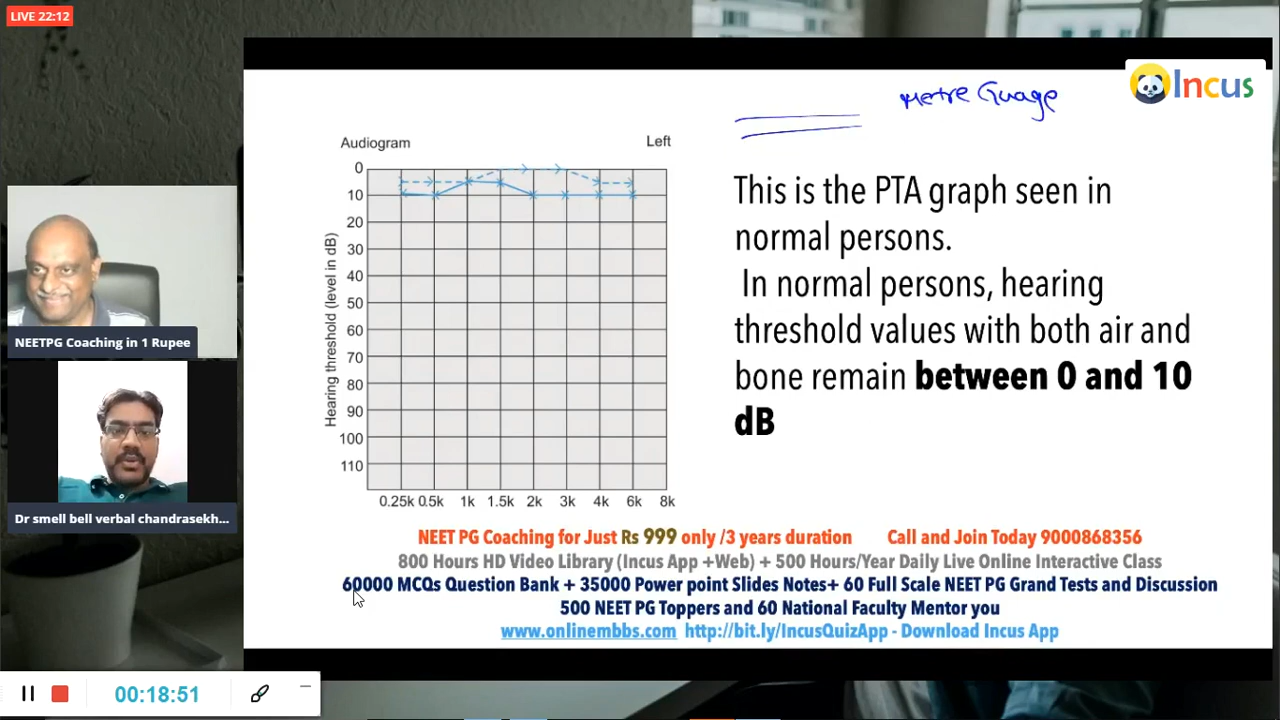 LIVE 22:12
Incus
Metre Guage
Audiogram Left
0
10
20
30
40
50
60
70
80
90
100
110
Hearing threshold (level in dB)
0.25k 0.5k 1k 1.5k 2k 3k 4k 6k 8k
This is the PTA graph seen in
normal persons.
In normal persons, hearing
threshold values with both air and
bone remain between 0 and 10
dB
NEETPG Coaching in 1 Rupee
Dr smell bell verbal chandrasekh...
NEET PG Coaching for Just Rs 999 only /3 years duration Call and Join Today 9000868356
800 Hours HD Video Library (Incus App +Web) + 500 Hours/Year Daily Live Online Interactive Class
60000 MCQs Question Bank + 35000 Power point Slides Notes+ 60 Full Scale NEET PG Grand Tests and Discussion
500 NEET PG Toppers and 60 National Faculty Mentor you
www.onlinembbs.com http://bit.ly/IncusQuizApp - Download Incus App
00:18:51